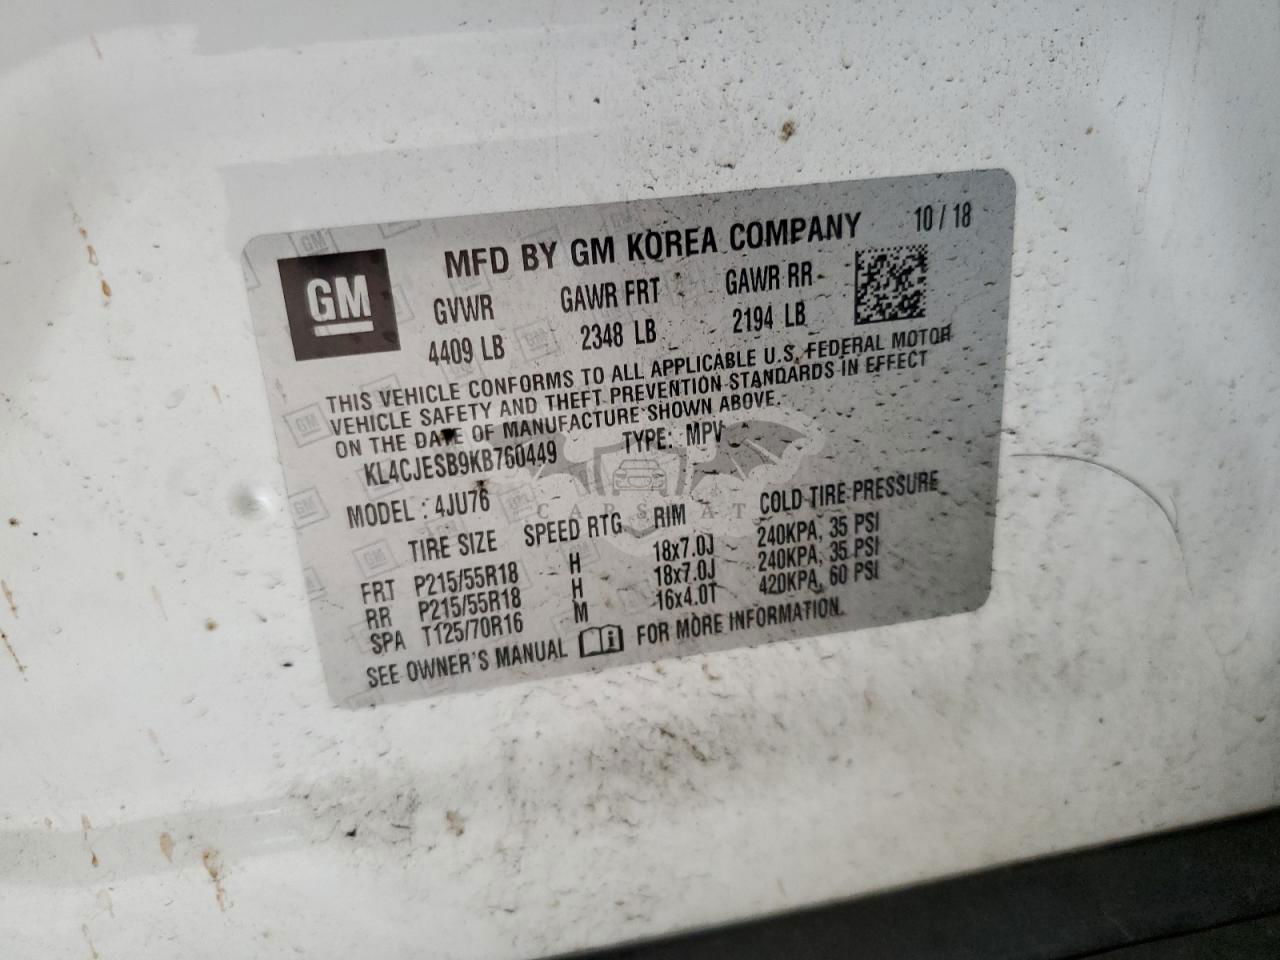 GM
MFD BY GM KOREA COMPANY 10 / 18
GVWR GAWR FRT GAWR RR
4409 LB 2348 LB 2194 LB
THIS VEHICLE CONFORMS TO ALL APPLICABLE U.S. FEDERAL MOTOR
VEHICLE SAFETY AND THEFT PREVENTION STANDARDS IN EFFECT
ON THE DATE OF MANUFACTURE SHOWN ABOVE.
KL4CJESB9KB760449 TYPE: MPV
MODEL : 4JU76
TIRE SIZE SPEED RTG RIM COLD TIRE PRESSURE
FRT P215/55R18 H 18x7.0J 240KPA, 35 PSI
RR P215/55R18 H 18x7.0J 240KPA, 35 PSI
SPA T125/70R16 M 16x4.0T 420KPA, 60 PSI
SEE OWNER'S MANUAL FOR MORE INFORMATION.